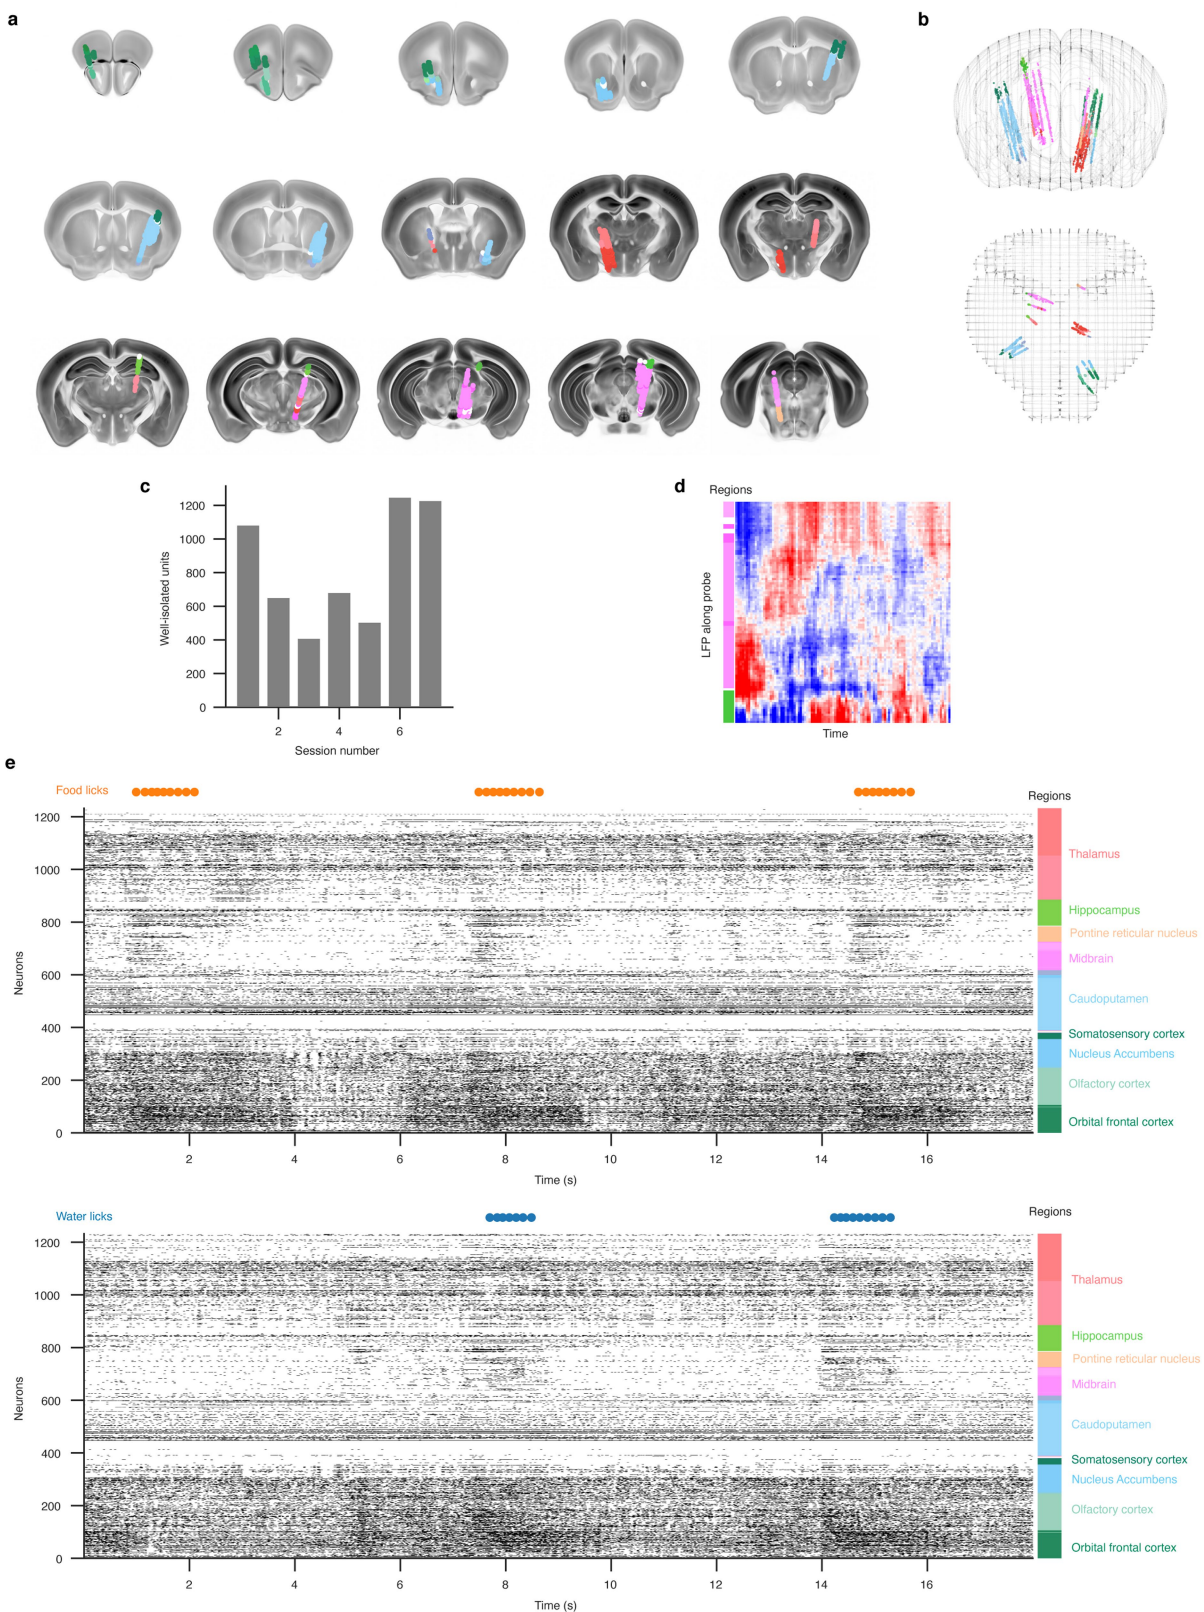 a
b
c
1200
1000
800
600
400
200
0
Well-isolated units
2
4
6
Session number
d
Regions
LFP along probe
Time
e
Food licks
Regions
1200
1000
800
600
400
200
0
Neurons
2
4
6
8
10
12
14
16
Time (s)
Thalamus
Hippocampus
Pontine reticular nucleus
Midbrain
Caudoputamen
Somatosensory cortex
Nucleus Accumbens
Olfactory cortex
Orbital frontal cortex
Water licks
Regions
1200
1000
800
600
400
200
0
Neurons
2
4
6
8
10
12
14
16
Time (s)
Thalamus
Hippocampus
Pontine reticular nucleus
Midbrain
Caudoputamen
Somatosensory cortex
Nucleus Accumbens
Olfactory cortex
Orbital frontal cortex